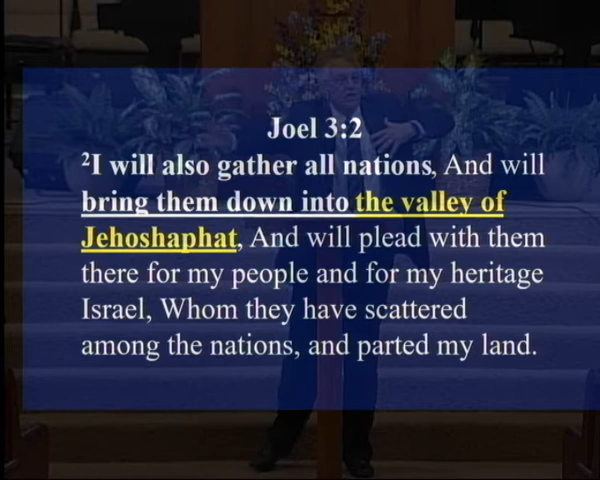 Joel 3:2
²I will also gather all nations, And will
bring them down into the valley of
Jehoshaphat, And will plead with them
there for my people and for my heritage
Israel, Whom they have scattered
among the nations, and parted my land.